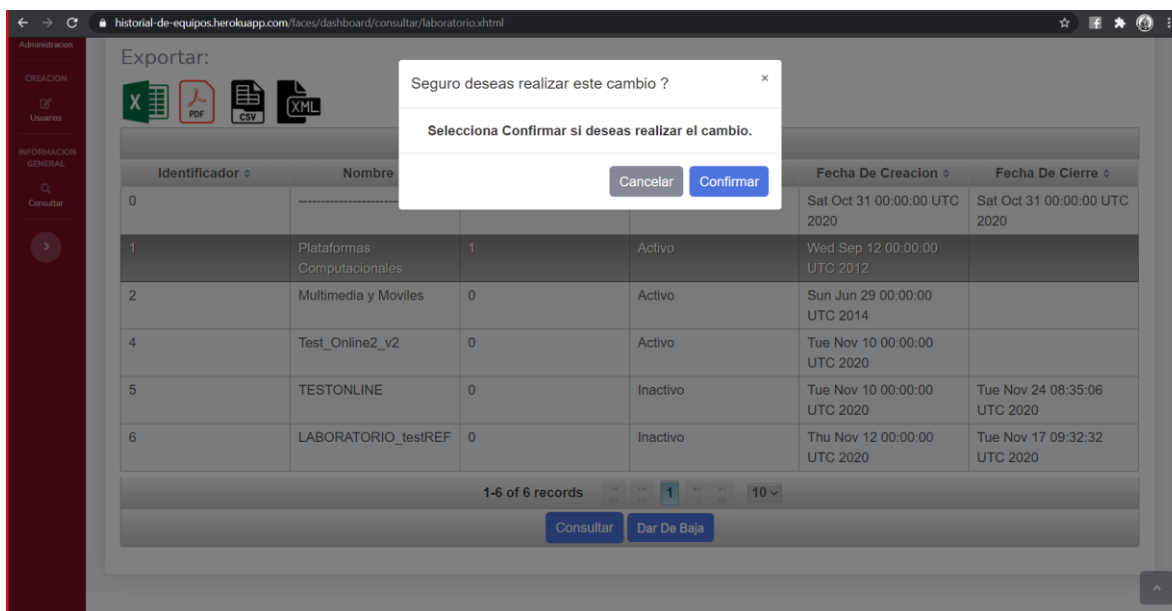 historial-de-equipos.herokuapp.com/faces/dashboard/consultar/laboratorio.xhtml
Administracion
CREACION
Usuarios
INFORMACION
GENERAL
Consultar
Exportar:
X
PDF
CSV
XML
Seguro deseas realizar este cambio ?
×
Selecciona Confirmar si deseas realizar el cambio.
Cancelar Confirmar
Identificador Nombre Fecha De Creacion Fecha De Cierre
0 Sat Oct 31 00:00:00 UTC Sat Oct 31 00:00:00 UTC
2020 2020
1 Plataformas 1 Activo Wed Sep 12 00:00:00
Computacionales UTC 2012
2 Multimedia y Moviles 0 Activo Sun Jun 29 00:00:00
UTC 2014
4 Test_Online2_v2 0 Activo Tue Nov 10 00:00:00
UTC 2020
5 TESTONLINE 0 Inactivo Tue Nov 10 00:00:00 Tue Nov 24 08:35:06
UTC 2020 UTC 2020
6 LABORATORIO_testREF 0 Inactivo Thu Nov 12 00:00:00 Tue Nov 17 09:32:32
UTC 2020 UTC 2020
1-6 of 6 records 1 10
Consultar Dar De Baja